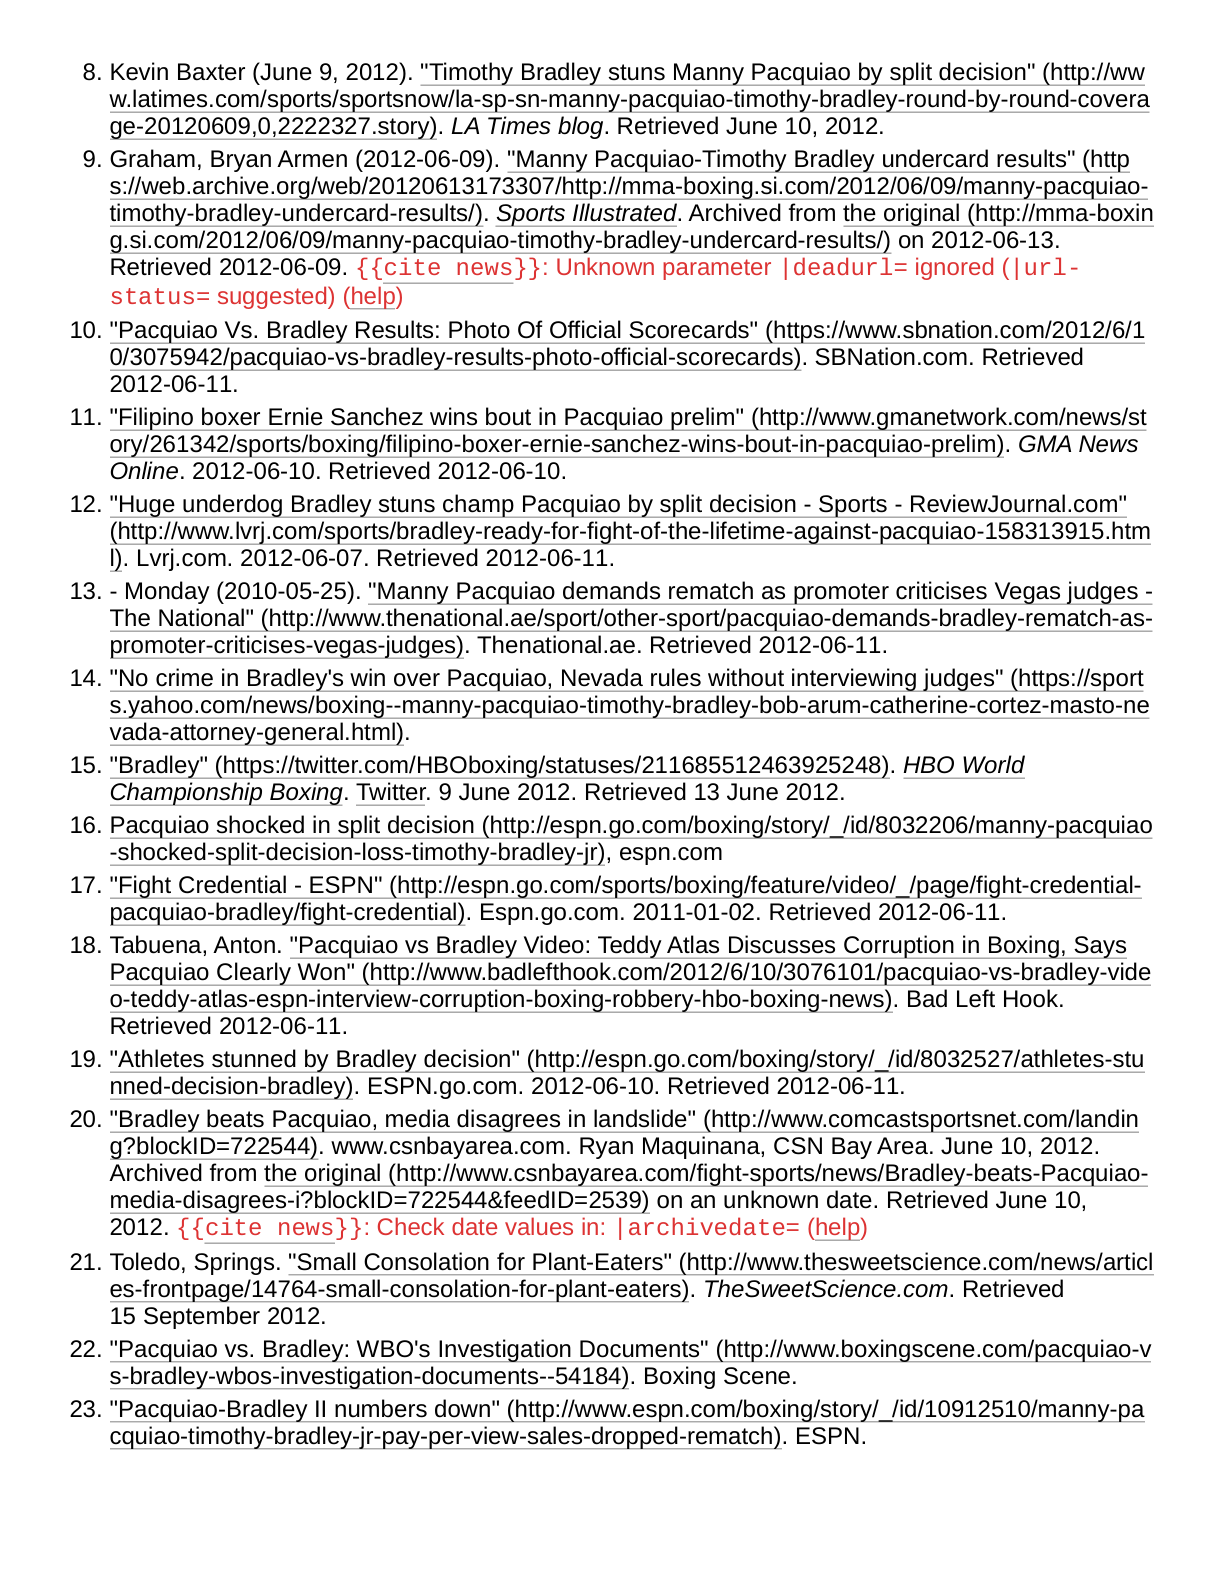 8. Kevin Baxter (June 9, 2012). "Timothy Bradley stuns Manny Pacquiao by split decision" (http://ww
w.latimes.com/sports/sportsnow/la-sp-sn-manny-pacquiao-timothy-bradley-round-by-round-covera
ge-20120609,0,2222327.story). LA Times blog. Retrieved June 10, 2012.
9. Graham, Bryan Armen (2012-06-09). "Manny Pacquiao-Timothy Bradley undercard results" (http
s://web.archive.org/web/20120613173307/http://mma-boxing.si.com/2012/06/09/manny-pacquiao-
timothy-bradley-undercard-results/). Sports Illustrated. Archived from the original (http://mma-boxin
g.si.com/2012/06/09/manny-pacquiao-timothy-bradley-undercard-results/) on 2012-06-13.
Retrieved 2012-06-09. {{cite news}}: Unknown parameter |deadurl= ignored (|url-
status= suggested) (help)
10. "Pacquiao Vs. Bradley Results: Photo Of Official Scorecards" (https://www.sbnation.com/2012/6/1
0/3075942/pacquiao-vs-bradley-results-photo-official-scorecards). SBNation.com. Retrieved
2012-06-11.
11. "Filipino boxer Ernie Sanchez wins bout in Pacquiao prelim" (http://www.gmanetwork.com/news/st
ory/261342/sports/boxing/filipino-boxer-ernie-sanchez-wins-bout-in-pacquiao-prelim). GMA News
Online. 2012-06-10. Retrieved 2012-06-10.
12. "Huge underdog Bradley stuns champ Pacquiao by split decision - Sports - ReviewJournal.com"
(http://www.lvrj.com/sports/bradley-ready-for-fight-of-the-lifetime-against-pacquiao-158313915.htm
l). Lvrj.com. 2012-06-07. Retrieved 2012-06-11.
13. - Monday (2010-05-25). "Manny Pacquiao demands rematch as promoter criticises Vegas judges -
The National" (http://www.thenational.ae/sport/other-sport/pacquiao-demands-bradley-rematch-as-
promoter-criticises-vegas-judges). Thenational.ae. Retrieved 2012-06-11.
14. "No crime in Bradley's win over Pacquiao, Nevada rules without interviewing judges" (https://sport
s.yahoo.com/news/boxing--manny-pacquiao-timothy-bradley-bob-arum-catherine-cortez-masto-ne
vada-attorney-general.html).
15. "Bradley" (https://twitter.com/HBOboxing/statuses/211685512463925248). HBO World
Championship Boxing. Twitter. 9 June 2012. Retrieved 13 June 2012.
16. Pacquiao shocked in split decision (http://espn.go.com/boxing/story/_/id/8032206/manny-pacquiao
-shocked-split-decision-loss-timothy-bradley-jr), espn.com
17. "Fight Credential - ESPN" (http://espn.go.com/sports/boxing/feature/video/_/page/fight-credential-
pacquiao-bradley/fight-credential). Espn.go.com. 2011-01-02. Retrieved 2012-06-11.
18. Tabuena, Anton. "Pacquiao vs Bradley Video: Teddy Atlas Discusses Corruption in Boxing, Says
Pacquiao Clearly Won" (http://www.badlefthook.com/2012/6/10/3076101/pacquiao-vs-bradley-vide
o-teddy-atlas-espn-interview-corruption-boxing-robbery-hbo-boxing-news). Bad Left Hook.
Retrieved 2012-06-11.
19. "Athletes stunned by Bradley decision" (http://espn.go.com/boxing/story/_/id/8032527/athletes-stu
nned-decision-bradley). ESPN.go.com. 2012-06-10. Retrieved 2012-06-11.
20. "Bradley beats Pacquiao, media disagrees in landslide" (http://www.comcastsportsnet.com/landin
g?blockID=722544). www.csnbayarea.com. Ryan Maquinana, CSN Bay Area. June 10, 2012.
Archived from the original (http://www.csnbayarea.com/fight-sports/news/Bradley-beats-Pacquiao-
media-disagrees-i?blockID=722544&feedID=2539) on an unknown date. Retrieved June 10,
2012. {{cite news}}: Check date values in: |archivedate= (help)
21. Toledo, Springs. "Small Consolation for Plant-Eaters" (http://www.thesweetscience.com/news/articl
es-frontpage/14764-small-consolation-for-plant-eaters). TheSweetScience.com. Retrieved
15 September 2012.
22. "Pacquiao vs. Bradley: WBO's Investigation Documents" (http://www.boxingscene.com/pacquiao-v
s-bradley-wbos-investigation-documents--54184). Boxing Scene.
23. "Pacquiao-Bradley II numbers down" (http://www.espn.com/boxing/story/_/id/10912510/manny-pa
cquiao-timothy-bradley-jr-pay-per-view-sales-dropped-rematch). ESPN.